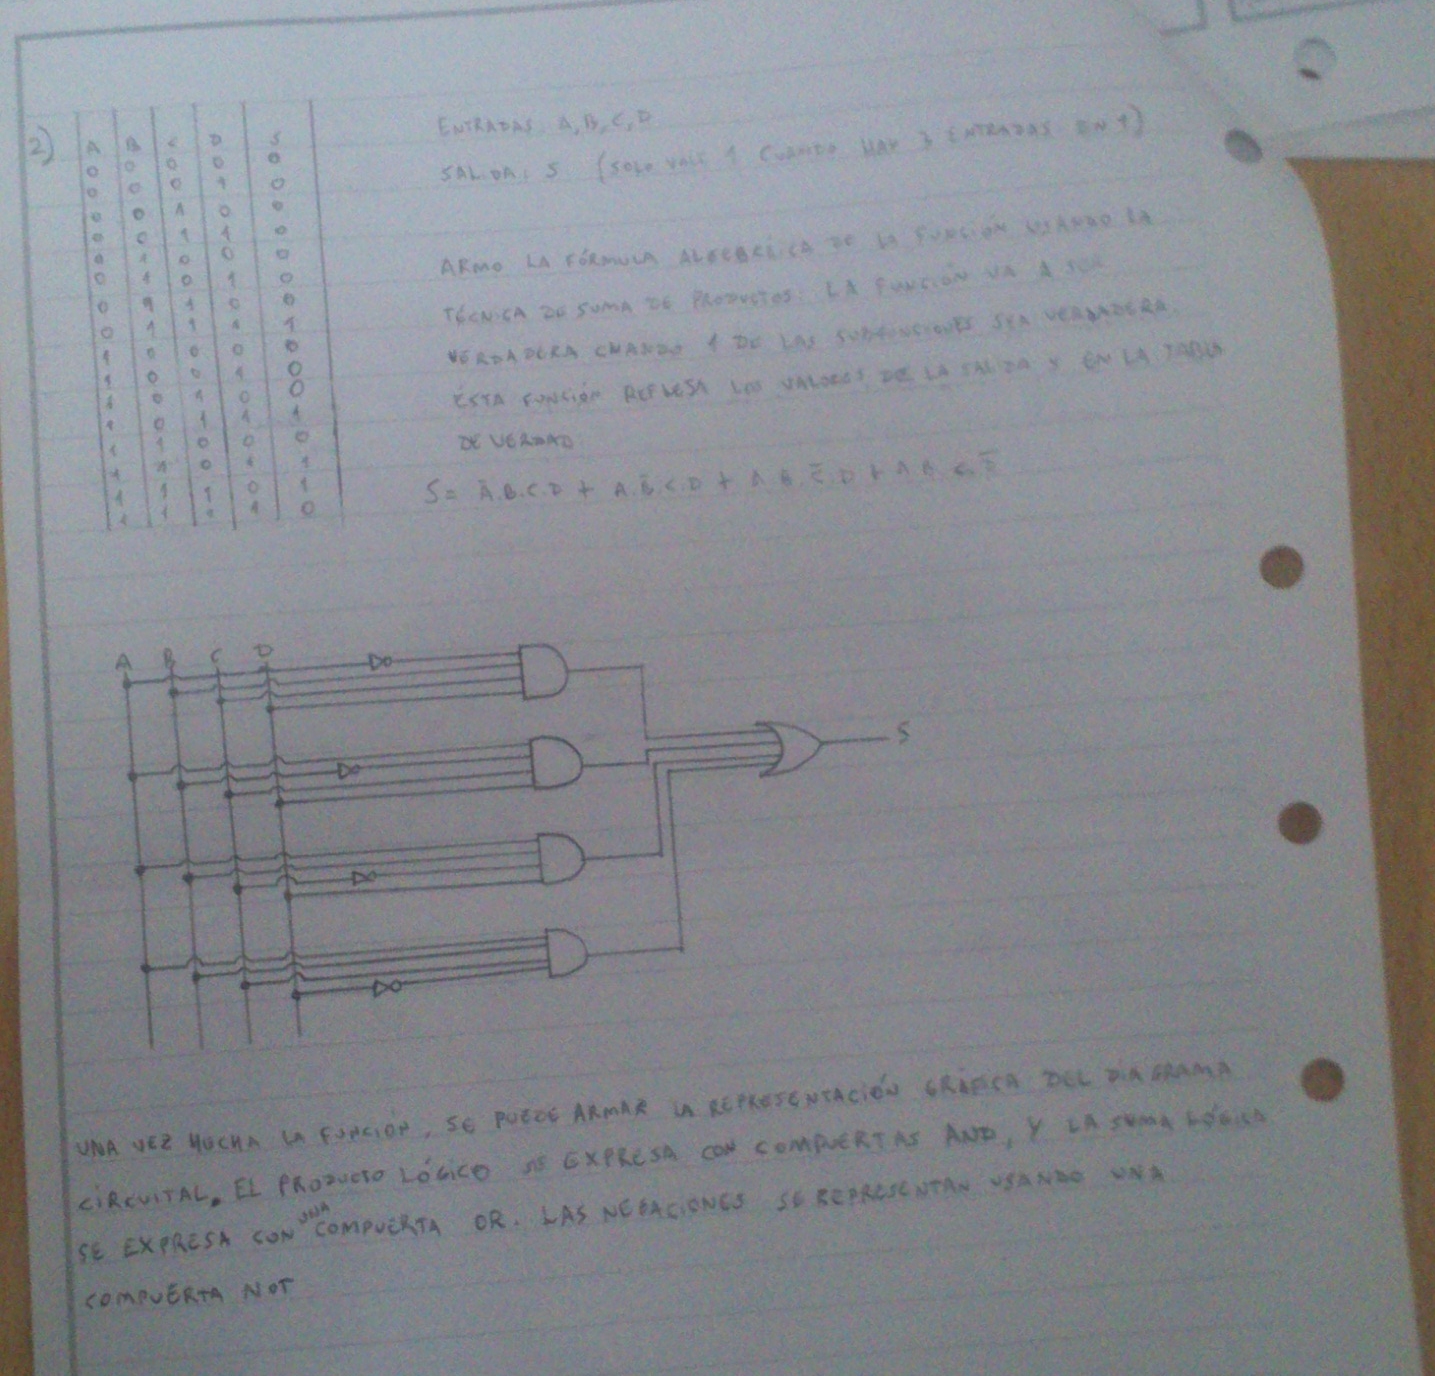 2)
A B C D S
0 0 0 0 0
0 0 0 1 0
0 0 1 0 0
0 0 1 1 0
0 1 0 0 0
0 1 0 1 0
0 1 1 0 0
0 1 1 1 1
1 0 0 0 0
1 0 0 1 0
1 0 1 0 0
1 0 1 1 1
1 1 0 0 0
1 1 0 1 1
1 1 1 0 1
1 1 1 1 0
ENTRADAS A, B, C, D
SALIDA: S (SOLO VALE 1 CUANDO HAY 3 ENTRADAS EN 1)
ARMO LA FÓRMULA ALGEBRÁICA DE LA FUNCIÓN USANDO LA
TÉCNICA DE SUMA DE PRODUCTOS: LA FUNCIÓN VA A SER
VERDADERA CUANDO 1 DE LAS SUBFUNCIONES SEA VERDADERA.
ESTA FUNCIÓN REFLEJA LOS VALORES DE LA SALIDA S EN LA TABLA
DE VERDAD:
S = A̅.B.C.D + A.B̅.C.D + A.B.C̅.D + A.B.C.D̅
A B C D
S
UNA VEZ HECHA LA FUNCIÓN, SE PUEDE ARMAR LA REPRESENTACIÓN GRÁFICA DEL DIAGRAMA
CIRCUITAL. EL PRODUCTO LÓGICO SE EXPRESA CON COMPUERTAS AND, Y LA SUMA LÓGICA
SE EXPRESA CON UNA COMPUERTA OR. LAS NEGACIONES SE REPRESENTAN USANDO UNA
COMPUERTA NOT